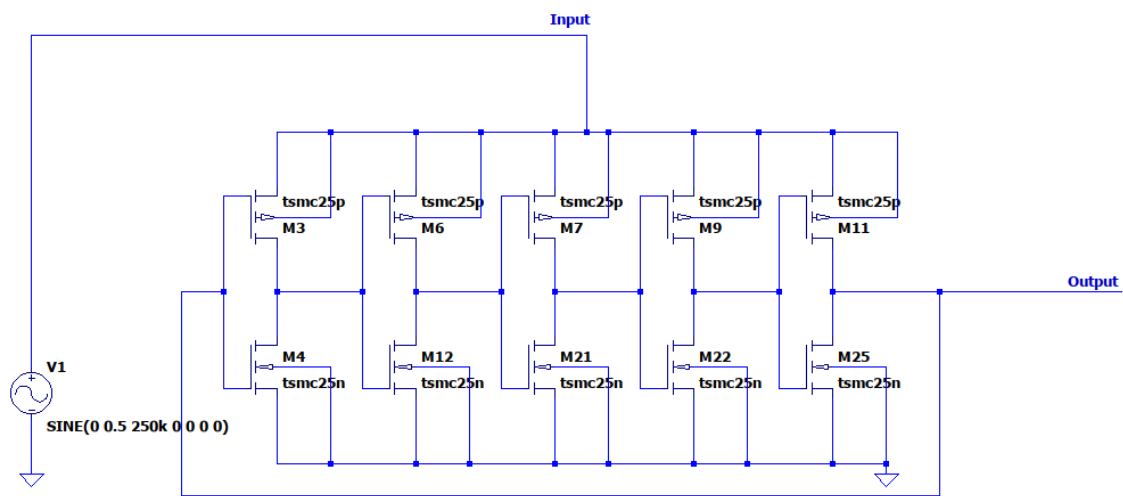 Input
tsmc25p tsmc25p tsmc25p tsmc25p tsmc25p
M3 M6 M7 M9 M11
Output
M4 M12 M21 M22 M25
V1
tsmc25n tsmc25n tsmc25n tsmc25n tsmc25n
SINE(0 0.5 250k 0 0 0 0)